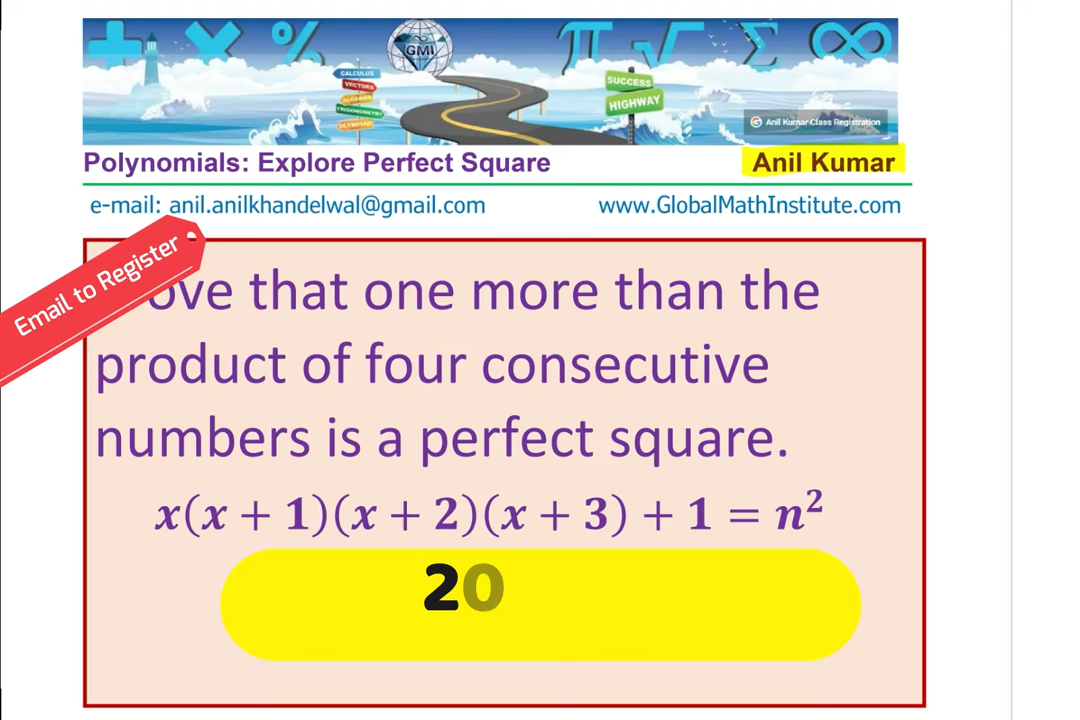 GMI
CALCULUS
VECTORS
ALGEBRA
TRIGONOMETRY
OLYMPIAD
SUCCESS
HIGHWAY
Anil Kumar Class Registration
Polynomials: Explore Perfect Square Anil Kumar
e-mail: anil.anilkhandelwal@gmail.com www.GlobalMathInstitute.com
Email to Register
ove that one more than the
product of four consecutive
numbers is a perfect square.
x(x + 1)(x + 2)(x + 3) + 1 = n²
20